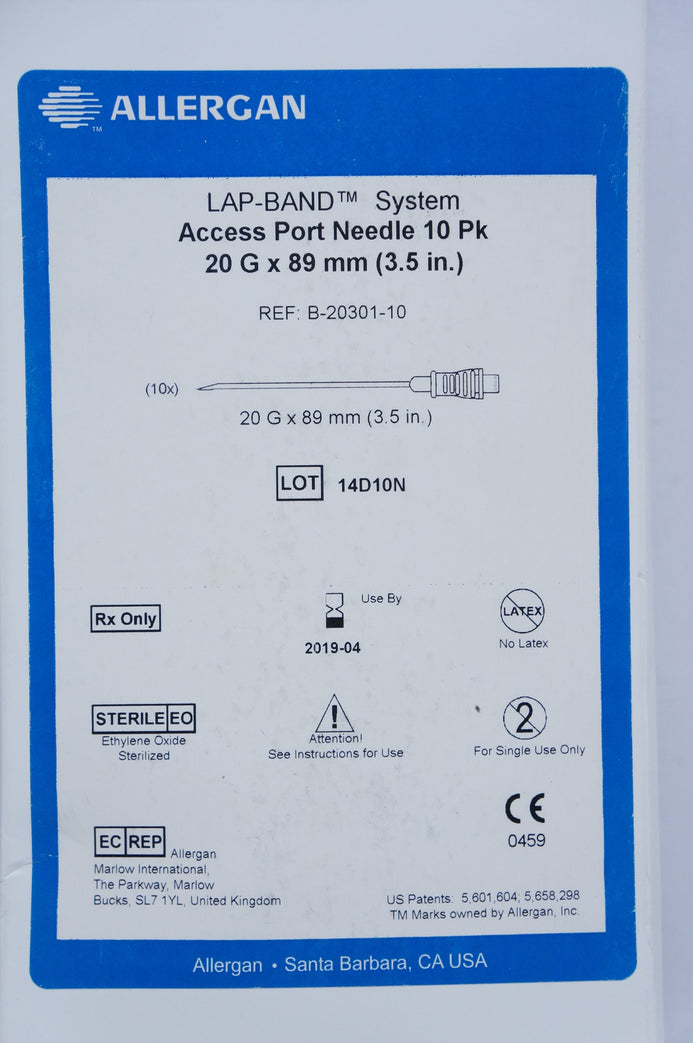 ALLERGAN
TM
LAP-BAND™ System
Access Port Needle 10 Pk
20 G x 89 mm (3.5 in.)
REF: B-20301-10
(10x)
20 G x 89 mm (3.5 in.)
LOT 14D10N
Rx Only
Use By
2019-04
LATEX
No Latex
STERILE EO
Ethylene Oxide
Sterilized
!
Attention!
See Instructions for Use
2
For Single Use Only
CE
0459
EC REP Allergan
Marlow International,
The Parkway, Marlow
Bucks, SL7 1YL, United Kingdom
US Patents: 5,601,604; 5,658,298
TM Marks owned by Allergan, Inc.
Allergan • Santa Barbara, CA USA